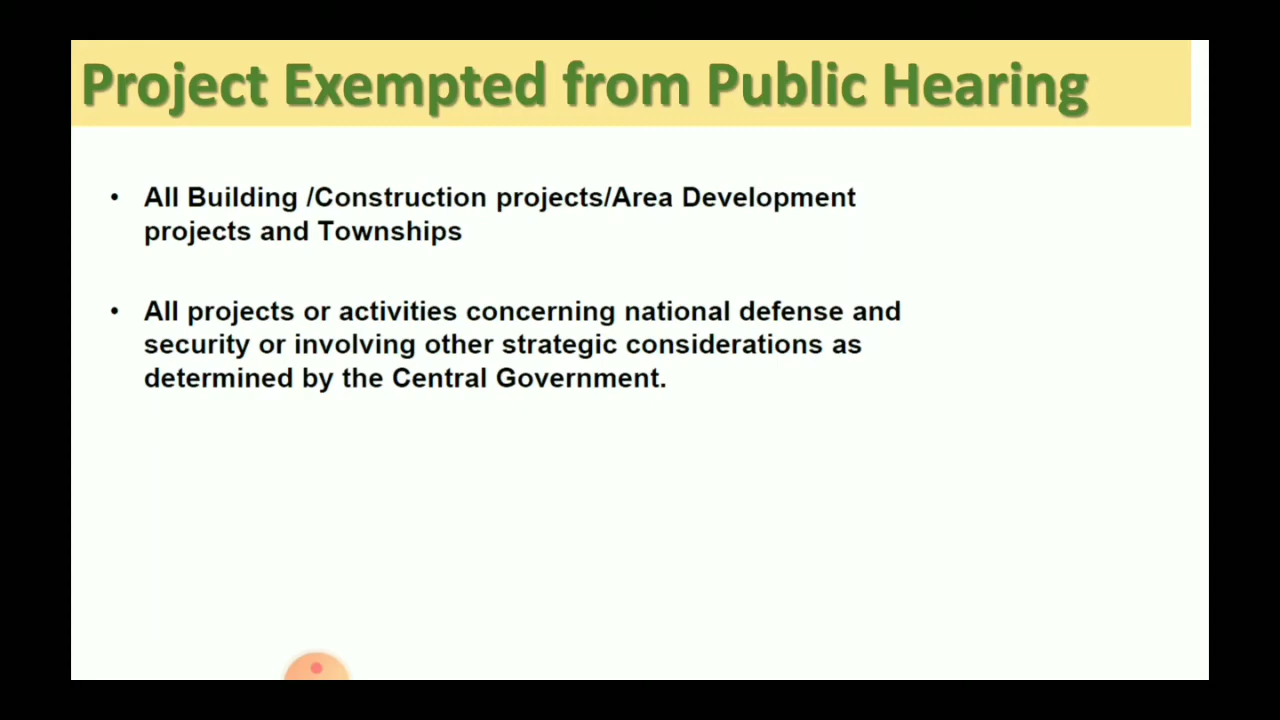 Project Exempted from Public Hearing
• All Building /Construction projects/Area Development
projects and Townships
• All projects or activities concerning national defense and
security or involving other strategic considerations as
determined by the Central Government.